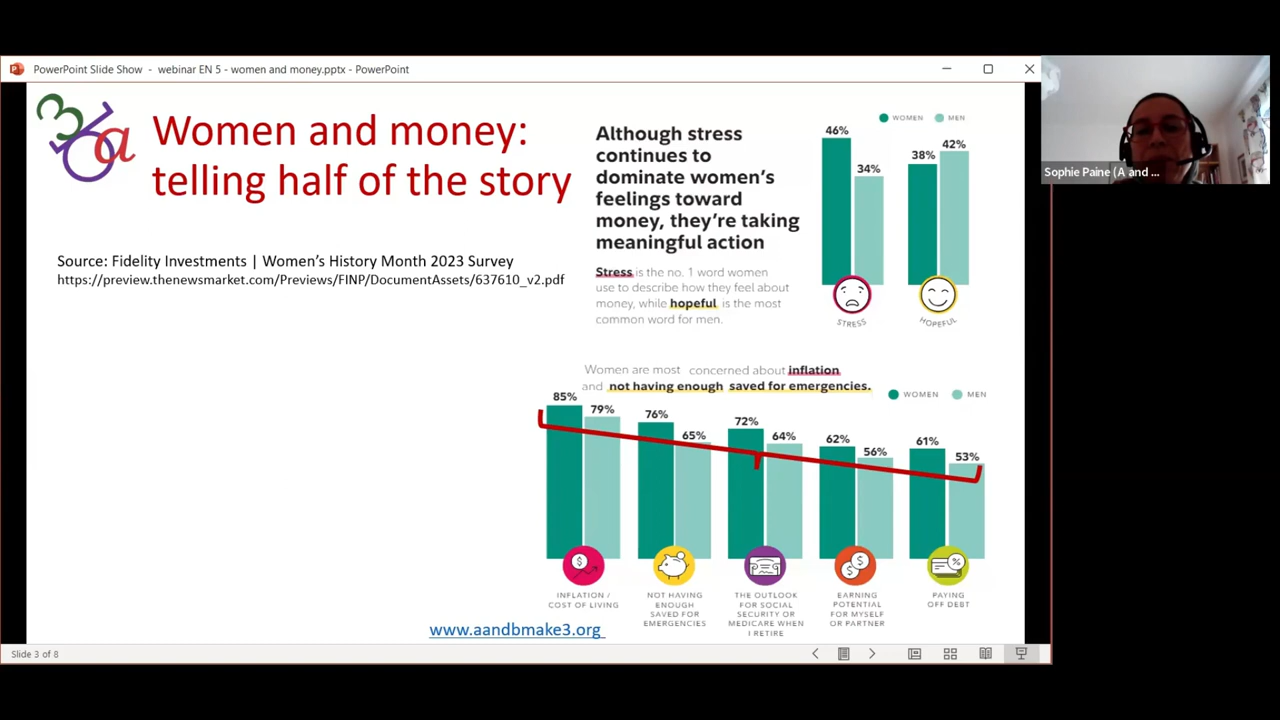 PowerPoint Slide Show - webinar EN 5 - women and money.pptx - PowerPoint
36a
Women and money:
telling half of the story
Source: Fidelity Investments | Women's History Month 2023 Survey
https://preview.thenewsmarket.com/Previews/FINP/DocumentAssets/637610_v2.pdf
Although stress
continues to
dominate women's
feelings toward
money, they're taking
meaningful action
Stress is the no. 1 word women
use to describe how they feel about
money, while hopeful is the most
common word for men.
WOMEN MEN
46% 34% 38% 42%
STRESS HOPEFUL
Sophie Paine (A and ...
Women are most concerned about inflation
and not having enough saved for emergencies.
WOMEN MEN
85% 79% 76% 65% 72% 64% 62% 56% 61% 53%
$ $ $ %
INFLATION /
COST OF LIVING
NOT HAVING
ENOUGH
SAVED FOR
EMERGENCIES
THE OUTLOOK
FOR SOCIAL
SECURITY OR
MEDICARE WHEN
I RETIRE
EARNING
POTENTIAL
FOR MYSELF
OR PARTNER
PAYING
OFF DEBT
www.aandbmake3.org
Slide 3 of 8